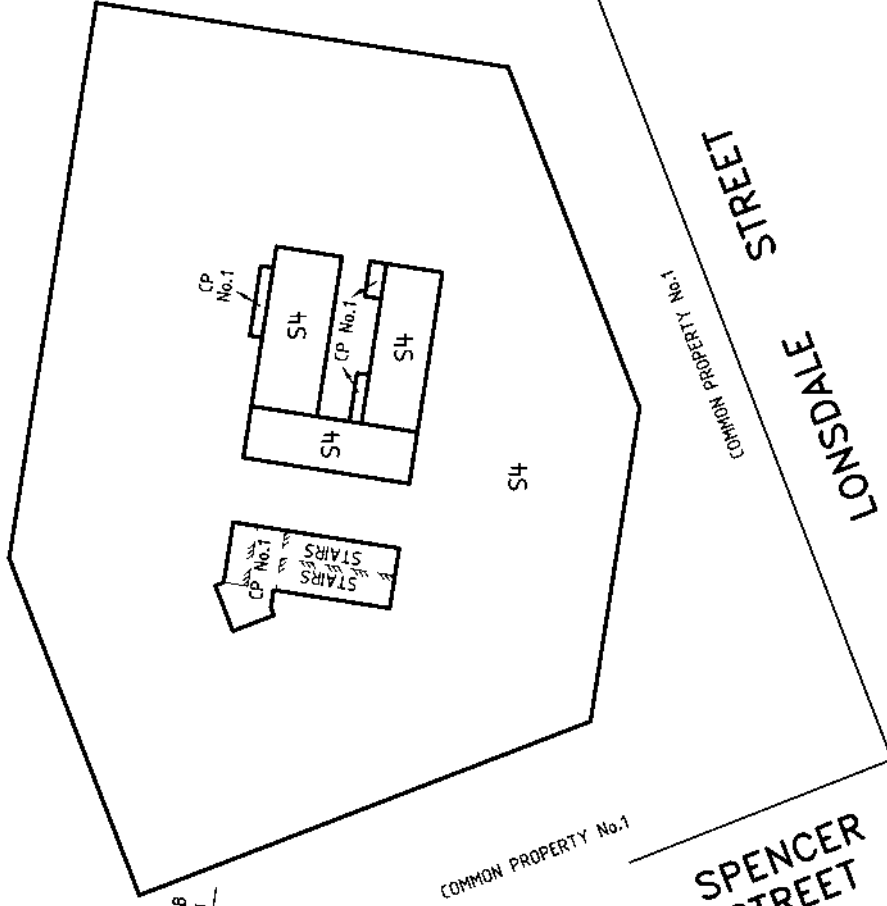 STREET
LONSDALE
COMMON PROPERTY No.1
CP
No.1
S4
CP No.1
S4
S4
S4
CP No.1
STAIRS
STAIRS
COMMON PROPERTY No.1
SPENCER
STREET
B